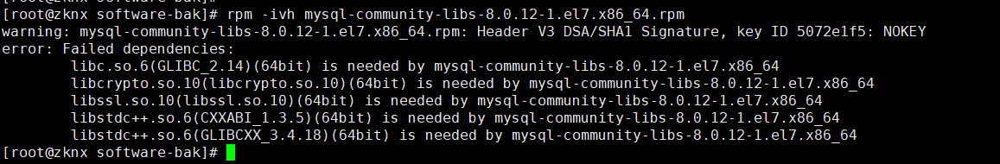 [root@zknx software-bak]# rpm -ivh mysql-community-libs-8.0.12-1.el7.x86_64.rpm
warning: mysql-community-libs-8.0.12-1.el7.x86_64.rpm: Header V3 DSA/SHA1 Signature, key ID 5072e1f5: NOKEY
error: Failed dependencies:
        libc.so.6(GLIBC_2.14)(64bit) is needed by mysql-community-libs-8.0.12-1.el7.x86_64
        libcrypto.so.10(libcrypto.so.10)(64bit) is needed by mysql-community-libs-8.0.12-1.el7.x86_64
        libssl.so.10(libssl.so.10)(64bit) is needed by mysql-community-libs-8.0.12-1.el7.x86_64
        libstdc++.so.6(CXXABI_1.3.5)(64bit) is needed by mysql-community-libs-8.0.12-1.el7.x86_64
        libstdc++.so.6(GLIBCXX_3.4.18)(64bit) is needed by mysql-community-libs-8.0.12-1.el7.x86_64
[root@zknx software-bak]#